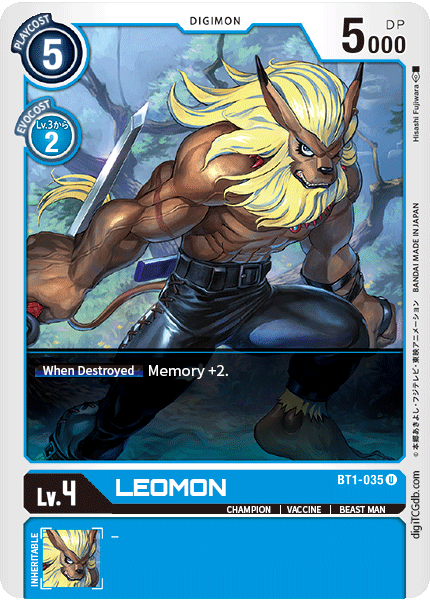 PLAYCOST
5
DIGIMON
DP
5000
EVOCOST
Lv.3から
2
Hisashi Fujiwara
BANDAI MADE IN JAPAN
© 本郷あきよし・フジテレビ・東映アニメーション
When Destroyed Memory +2.
BT1-035 U
Lv.4 LEOMON
CHAMPION | VACCINE | BEAST MAN
INHERITABLE
–
digiTCGdb.com